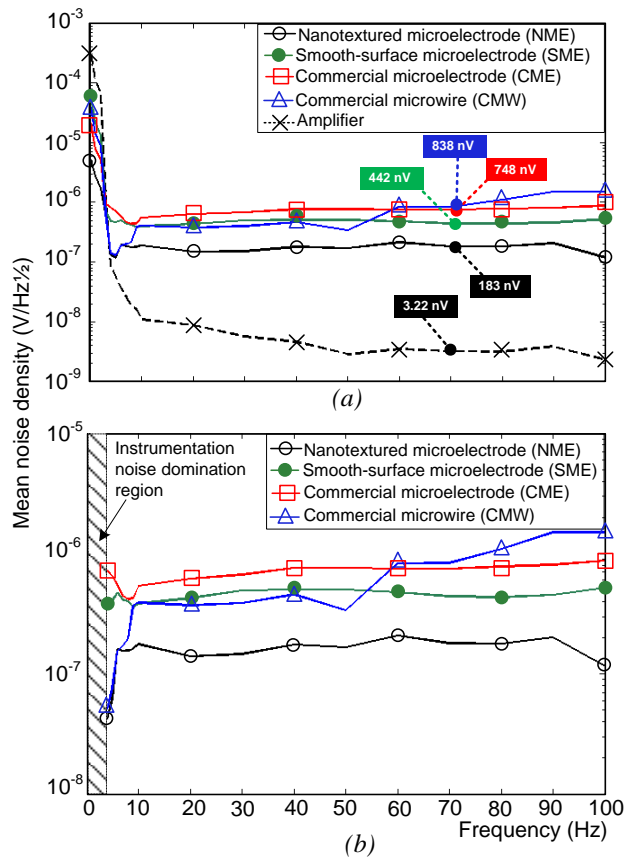 10^-3
10^-4
10^-5
10^-6
10^-7
10^-8
10^-9
Nanotextured microelectrode (NME)
Smooth-surface microelectrode (SME)
Commercial microelectrode (CME)
Commercial microwire (CMW)
Amplifier
838 nV
442 nV
748 nV
183 nV
3.22 nV
(a)
Mean noise density (V/Hz½)
10^-5
10^-6
10^-7
10^-8
Instrumentation
noise domination
region
Nanotextured microelectrode (NME)
Smooth-surface microelectrode (SME)
Commercial microelectrode (CME)
Commercial microwire (CMW)
0 10 20 30 40 50 60 70 80 90 100
(b)
Frequency (Hz)